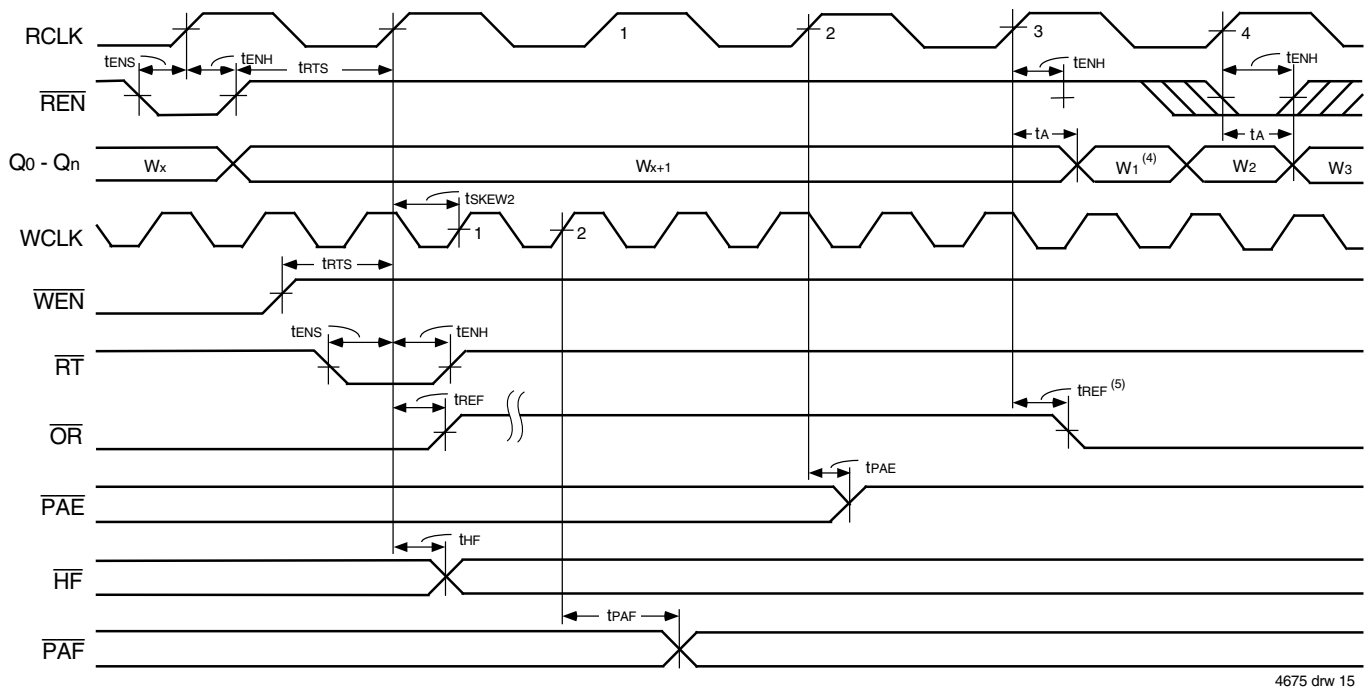 RCLK 1 2 3 4
tENS tENH tRTS tENH tENH
REN
tA tA
Q0 - Qn Wx Wx+1 W1 (4) W2 W3
tSKEW2
WCLK 1 2
tRTS
WEN
tENS tENH
RT
tREF tREF (5)
OR
tPAE
PAE
tHF
HF
tPAF
PAF
4675 drw 15